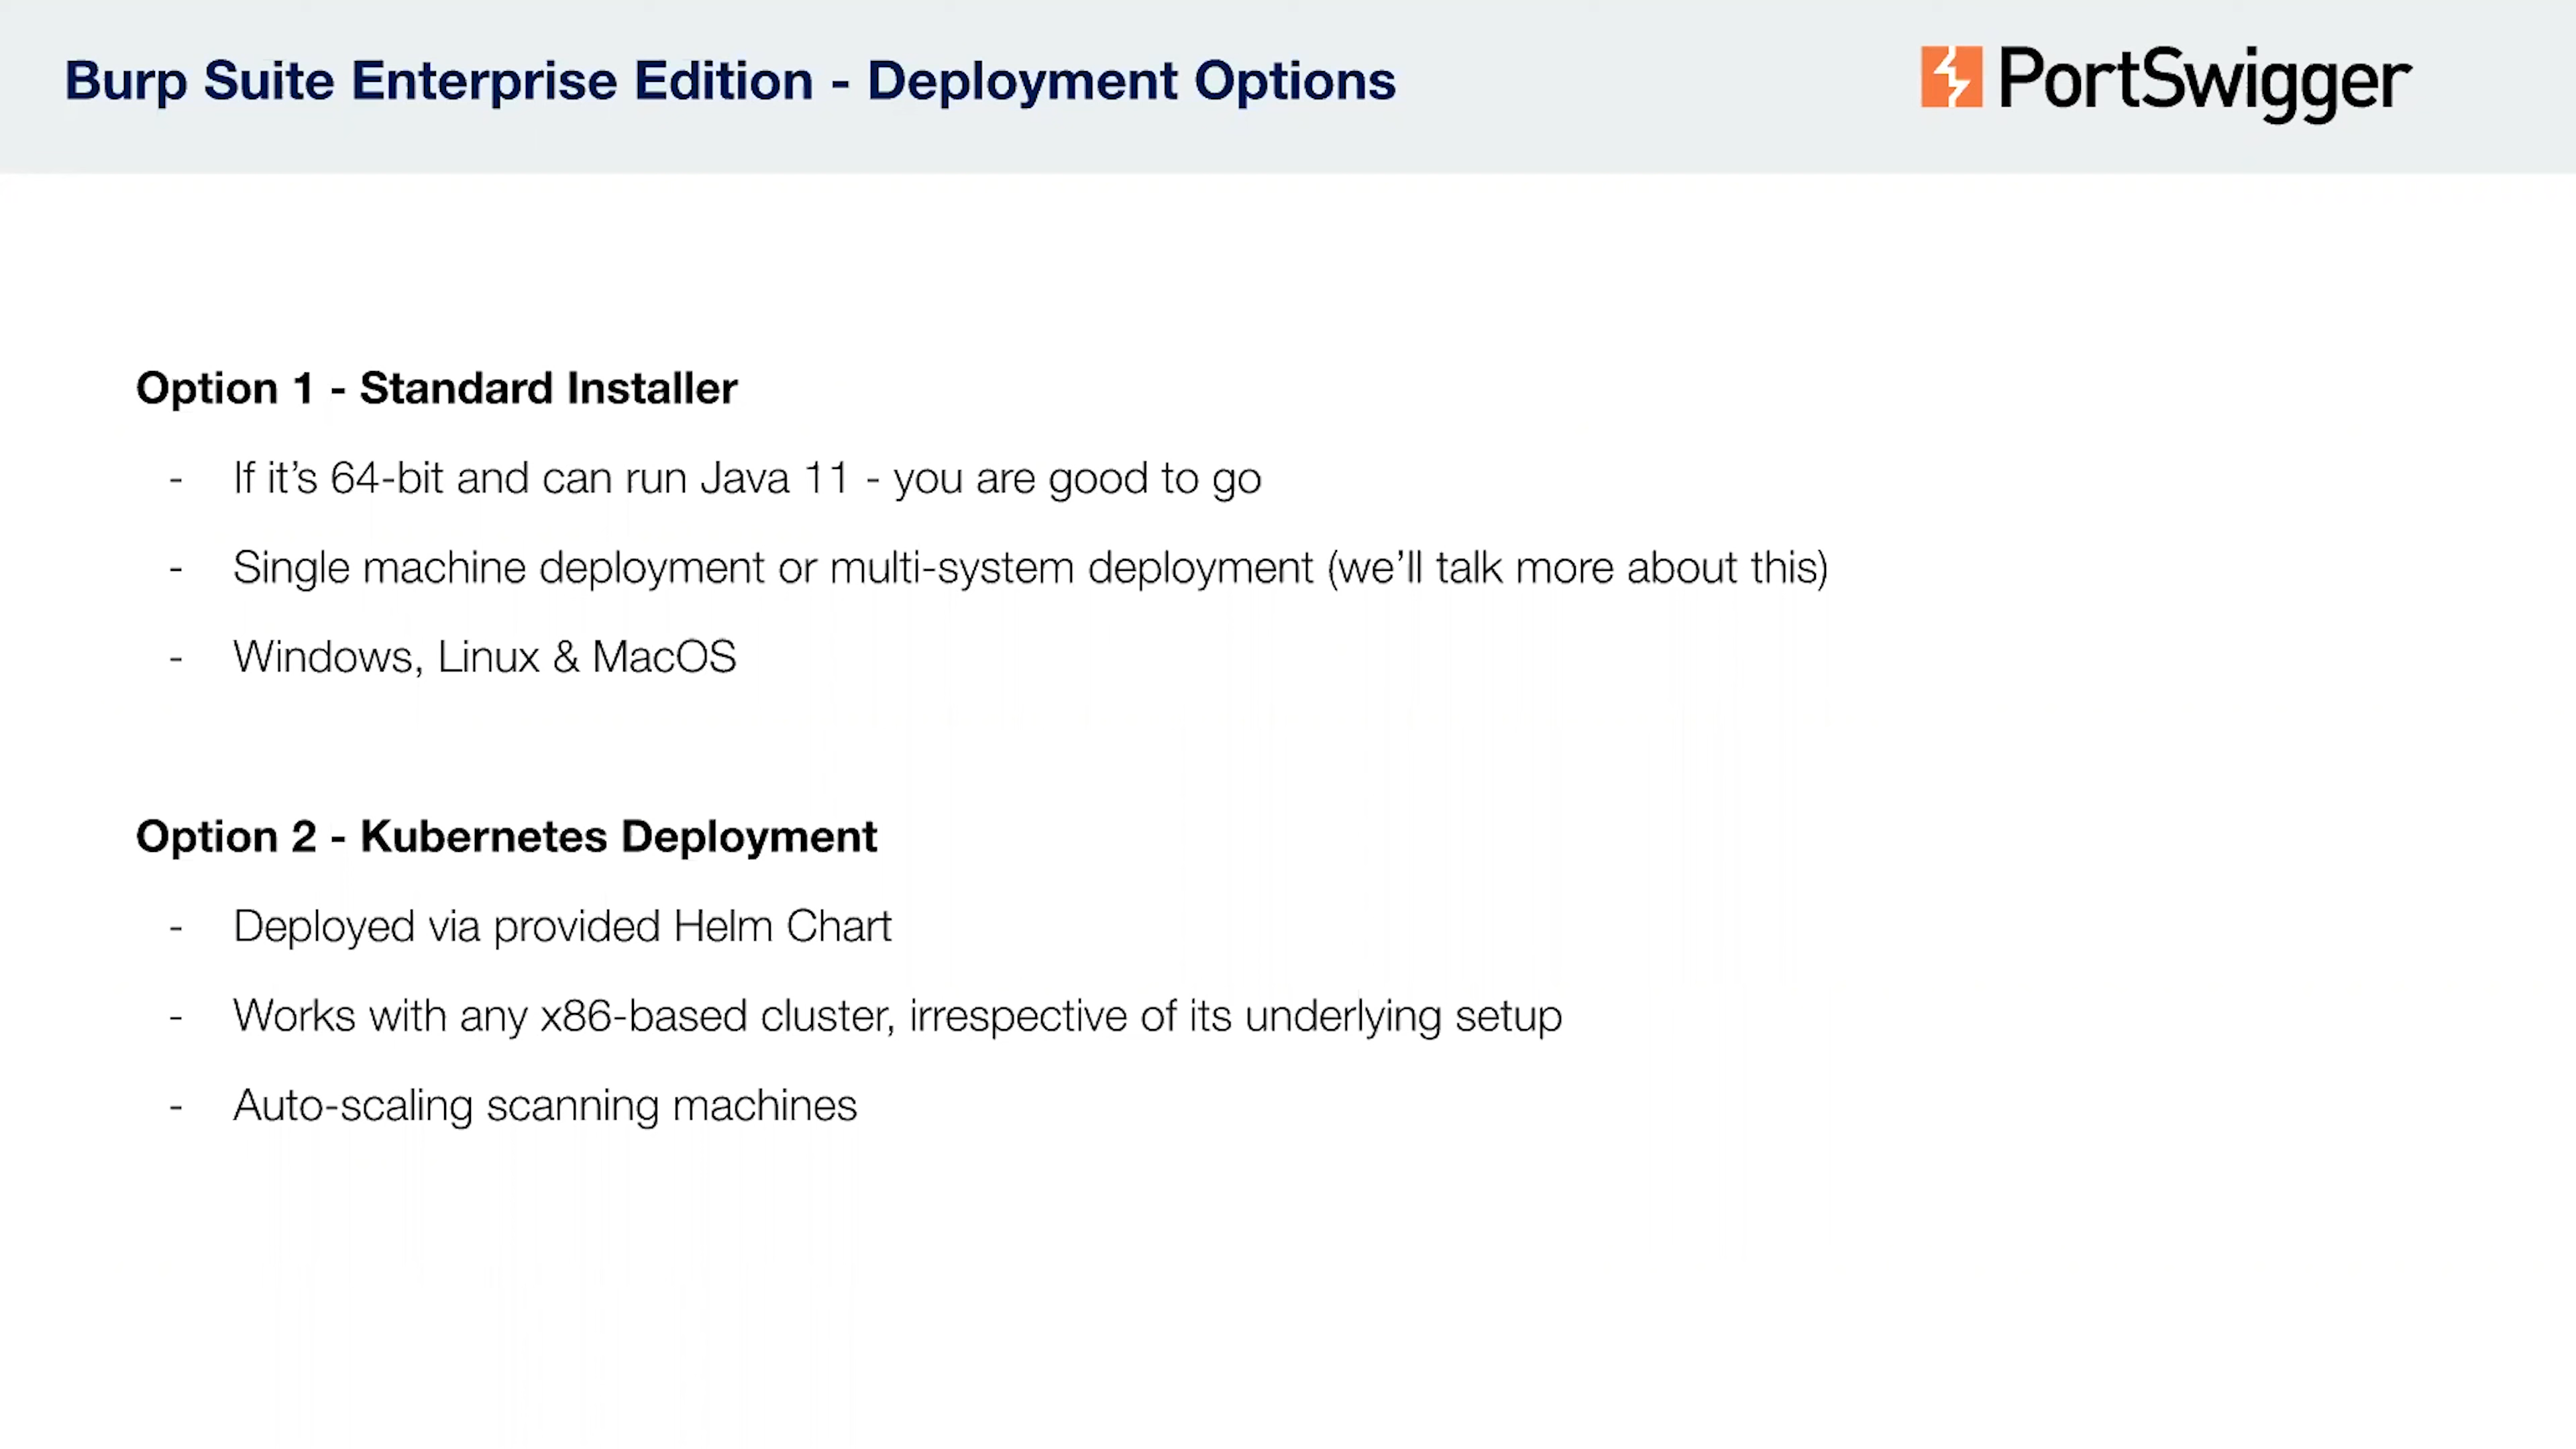 Burp Suite Enterprise Edition - Deployment Options
PortSwigger
Option 1 - Standard Installer
- If it’s 64-bit and can run Java 11 - you are good to go
- Single machine deployment or multi-system deployment (we’ll talk more about this)
- Windows, Linux & MacOS
Option 2 - Kubernetes Deployment
- Deployed via provided Helm Chart
- Works with any x86-based cluster, irrespective of its underlying setup
- Auto-scaling scanning machines